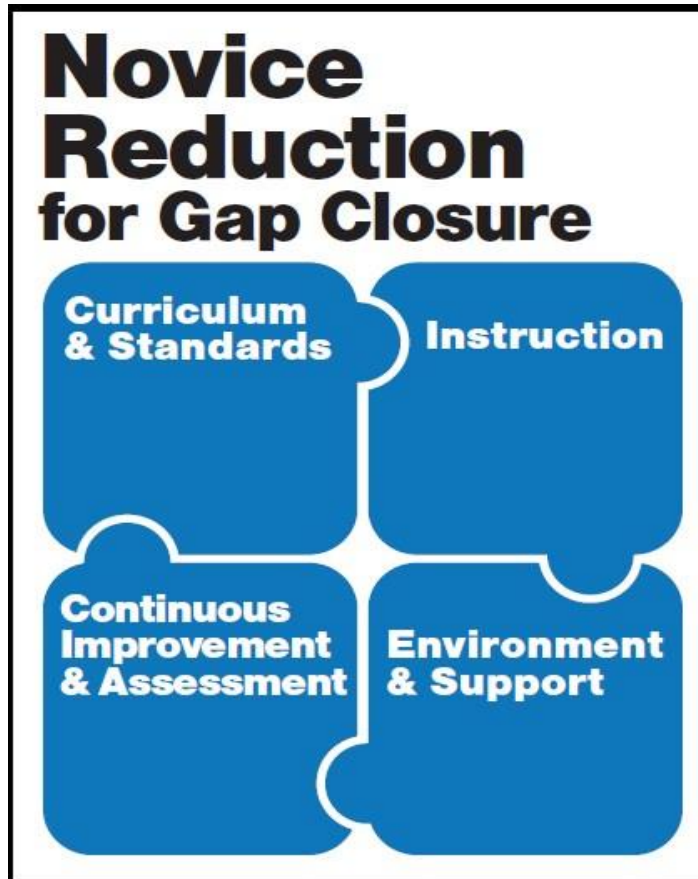 Novice
Reduction
for Gap Closure
Curriculum
& Standards
Instruction
Continuous
Improvement
& Assessment
Environment
& Support